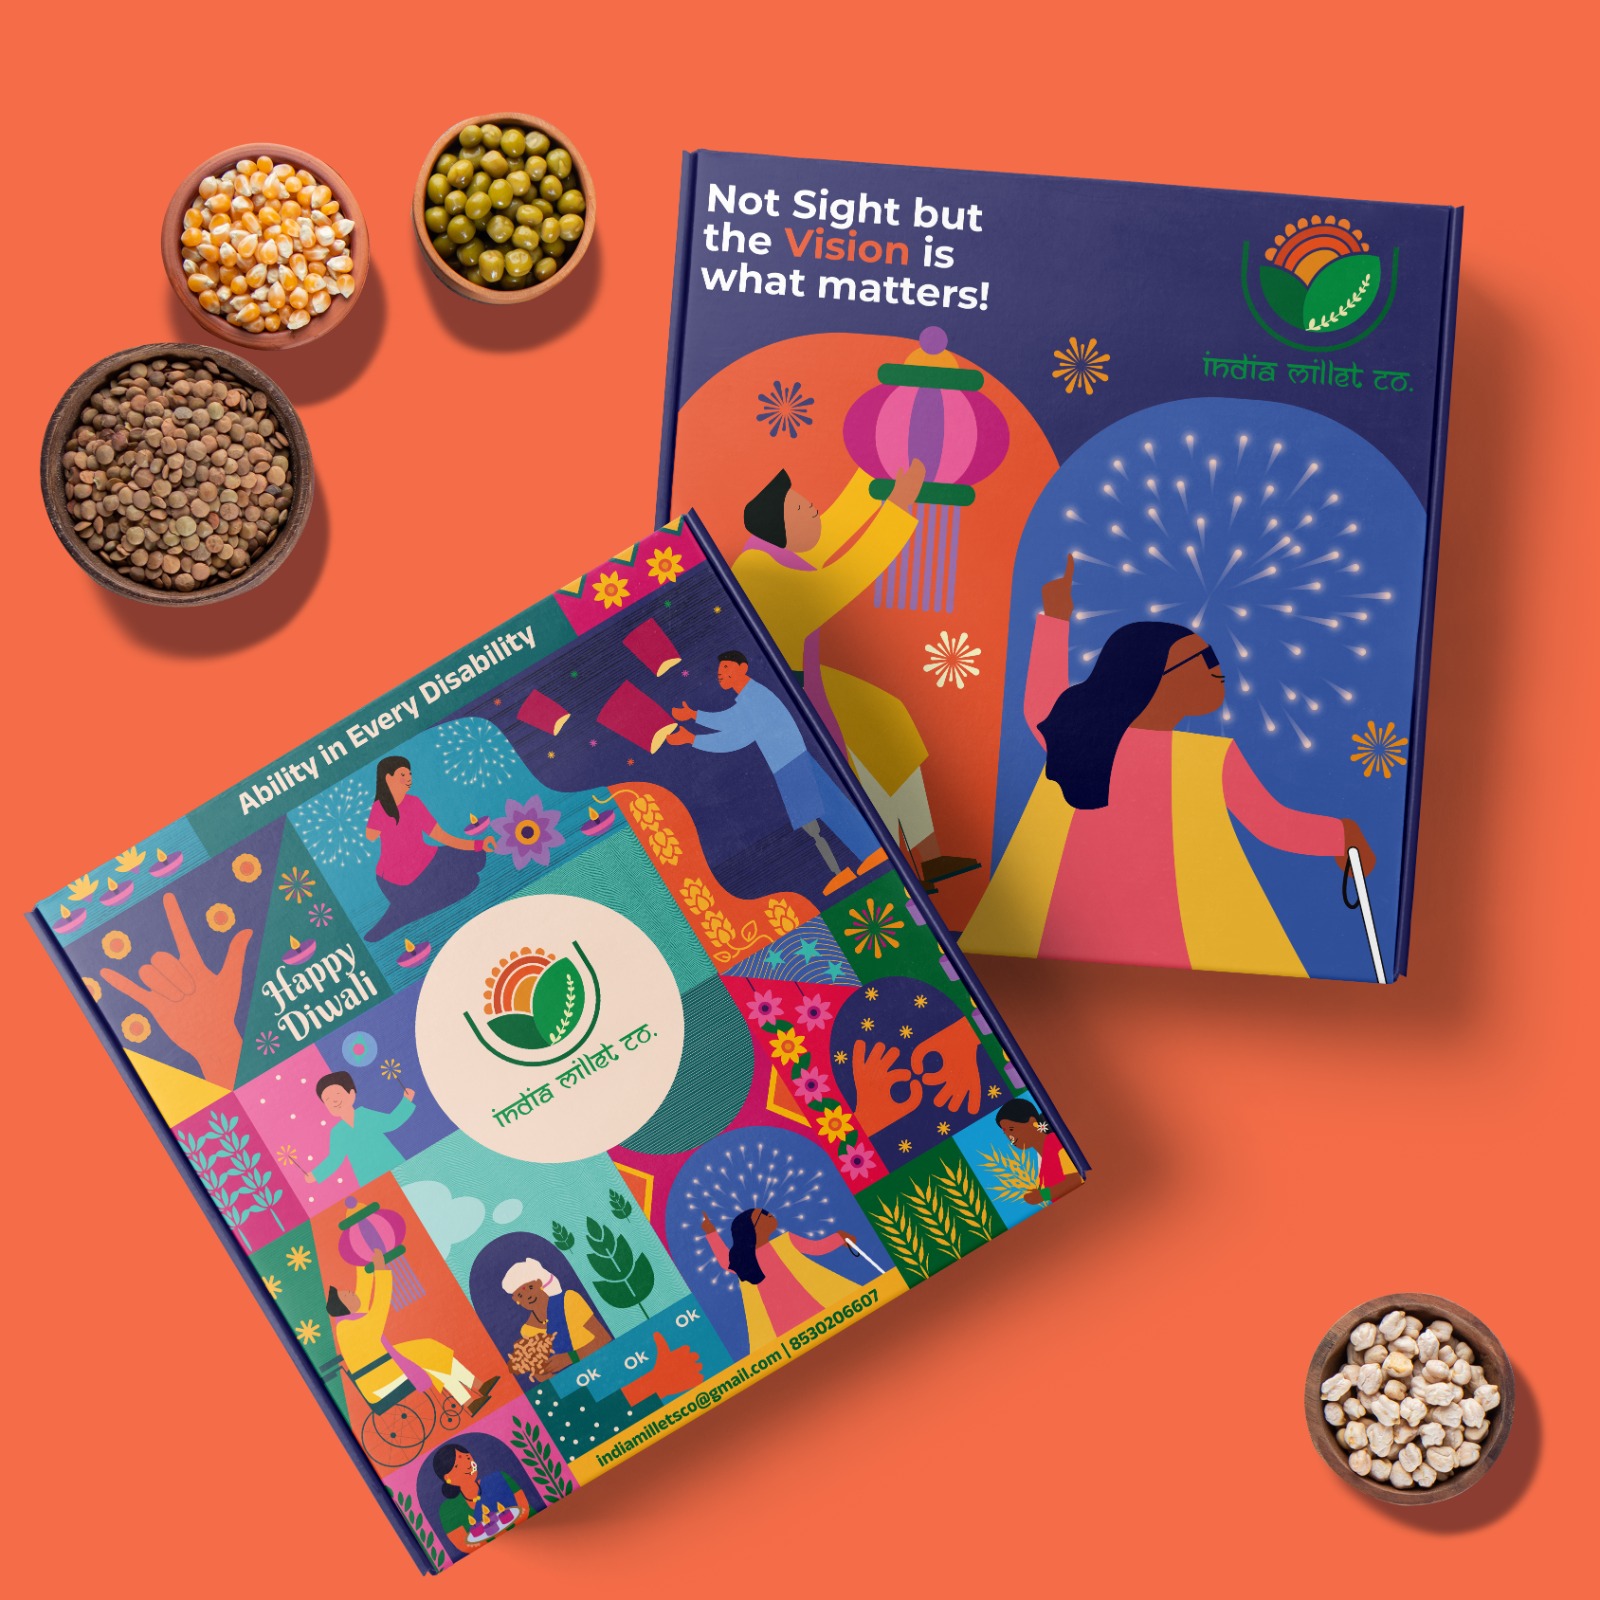 Not Sight but
the Vision is
what matters!
india millet co.
Ability in Every Disability
Happy
Diwali
india millet co.
Ok
Ok
Ok
indiamilletsco@gmail.com | 8530206607